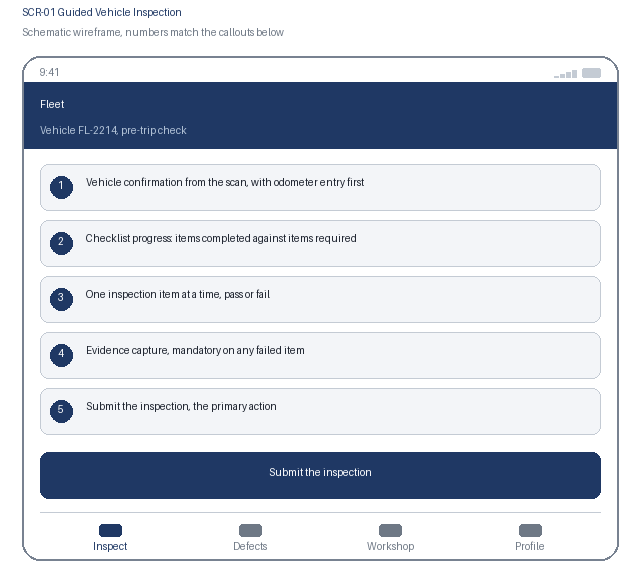 SCR-01 Guided Vehicle Inspection
Schematic wireframe, numbers match the callouts below
9:41
Fleet
Vehicle FL-2214, pre-trip check
1 Vehicle confirmation from the scan, with odometer entry first
2 Checklist progress: items completed against items required
3 One inspection item at a time, pass or fail
4 Evidence capture, mandatory on any failed item
5 Submit the inspection, the primary action
Submit the inspection
Inspect Defects Workshop Profile